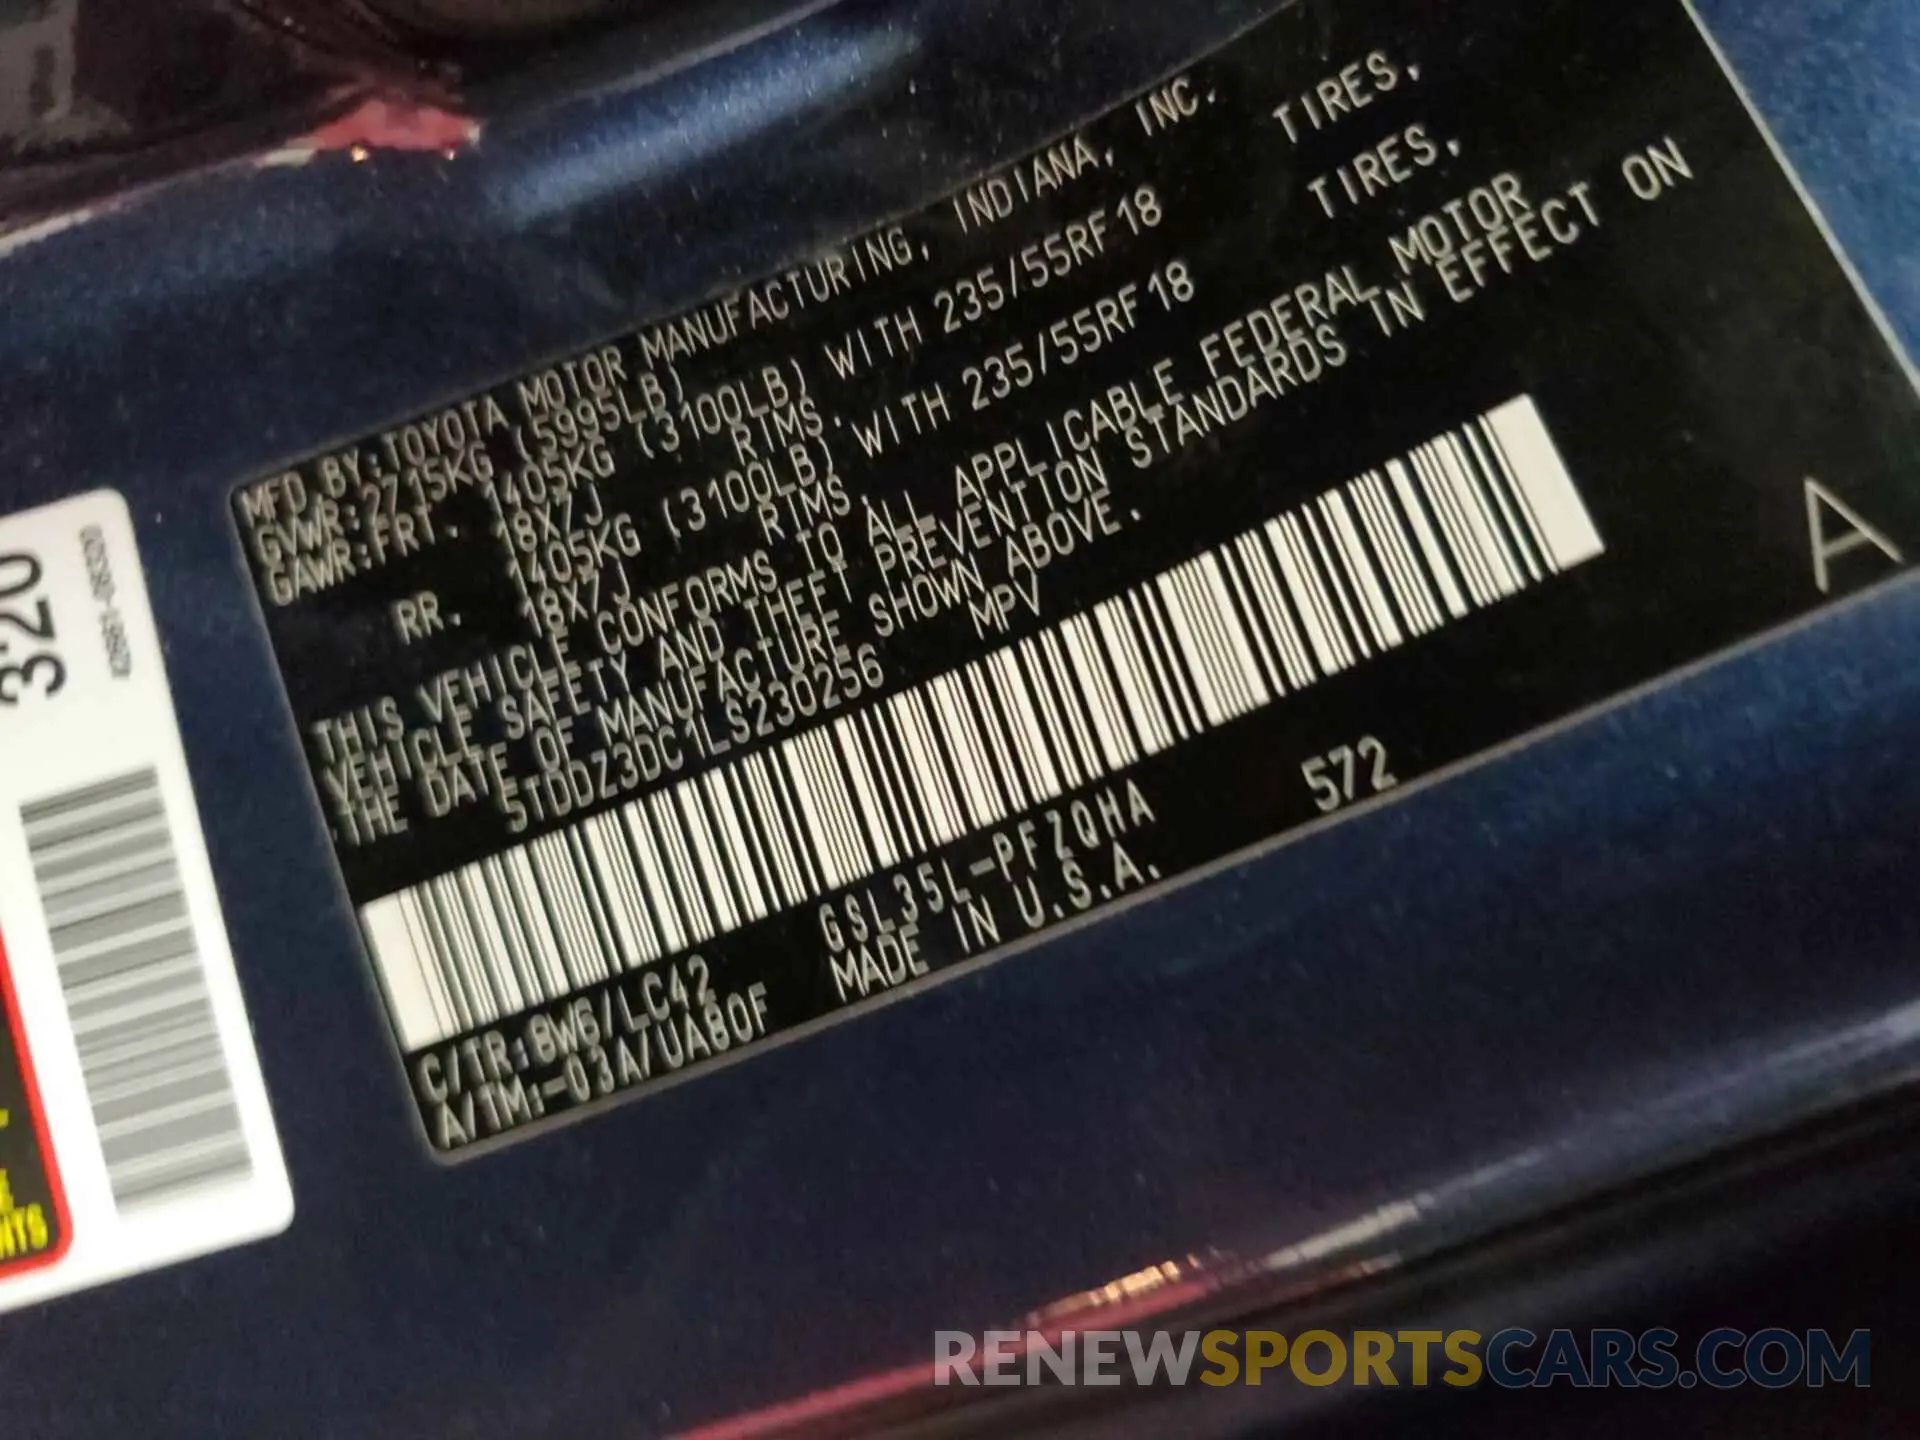 MFD.BY:TOYOTA MOTOR MANUFACTURING, INDIANA, INC.
GVWR:2715KG (5995LB)
GAWR:FRT. 1405KG (3100LB) WITH 235/55RF18 TIRES,
18X7J RIMS.
RR. 1405KG (3100LB) WITH 235/55RF18 TIRES,
18X7J RIMS.
THIS VEHICLE CONFORMS TO ALL APPLICABLE FEDERAL MOTOR
VEHICLE SAFETY AND THEFT PREVENTION STANDARDS IN EFFECT ON
THE DATE OF MANUFACTURE SHOWN ABOVE.
5TDDZ3DC1LS230256 MPV
A
C/TR:8W6/LC42 GSL35L-PFZQHA 572
A/TM:-03A/UA80F MADE IN U.S.A.
320
RENEWSPORTSCARS.COM